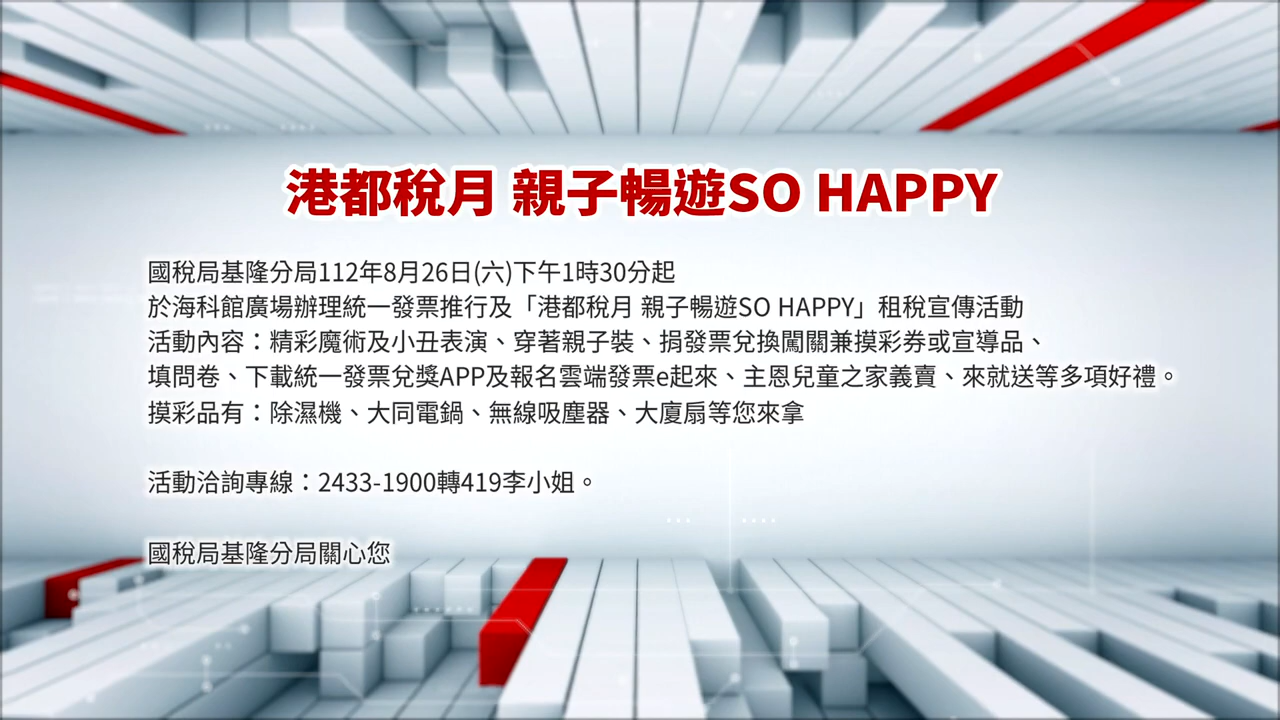 港都稅月 親子暢遊SO HAPPY
國稅局基隆分局112年8月26日(六)下午1時30分起
於海科館廣場辦理統一發票推行及「港都稅月 親子暢遊SO HAPPY」租稅宣傳活動
活動內容：精彩魔術及小丑表演、穿著親子裝、捐發票兌換闖關兼摸彩券或宣導品、
填問卷、下載統一發票兌獎APP及報名雲端發票e起來、主恩兒童之家義賣、來就送等多項好禮。
摸彩品有：除濕機、大同電鍋、無線吸塵器、大廈扇等您來拿
活動洽詢專線：2433-1900轉419李小姐。
國稅局基隆分局關心您